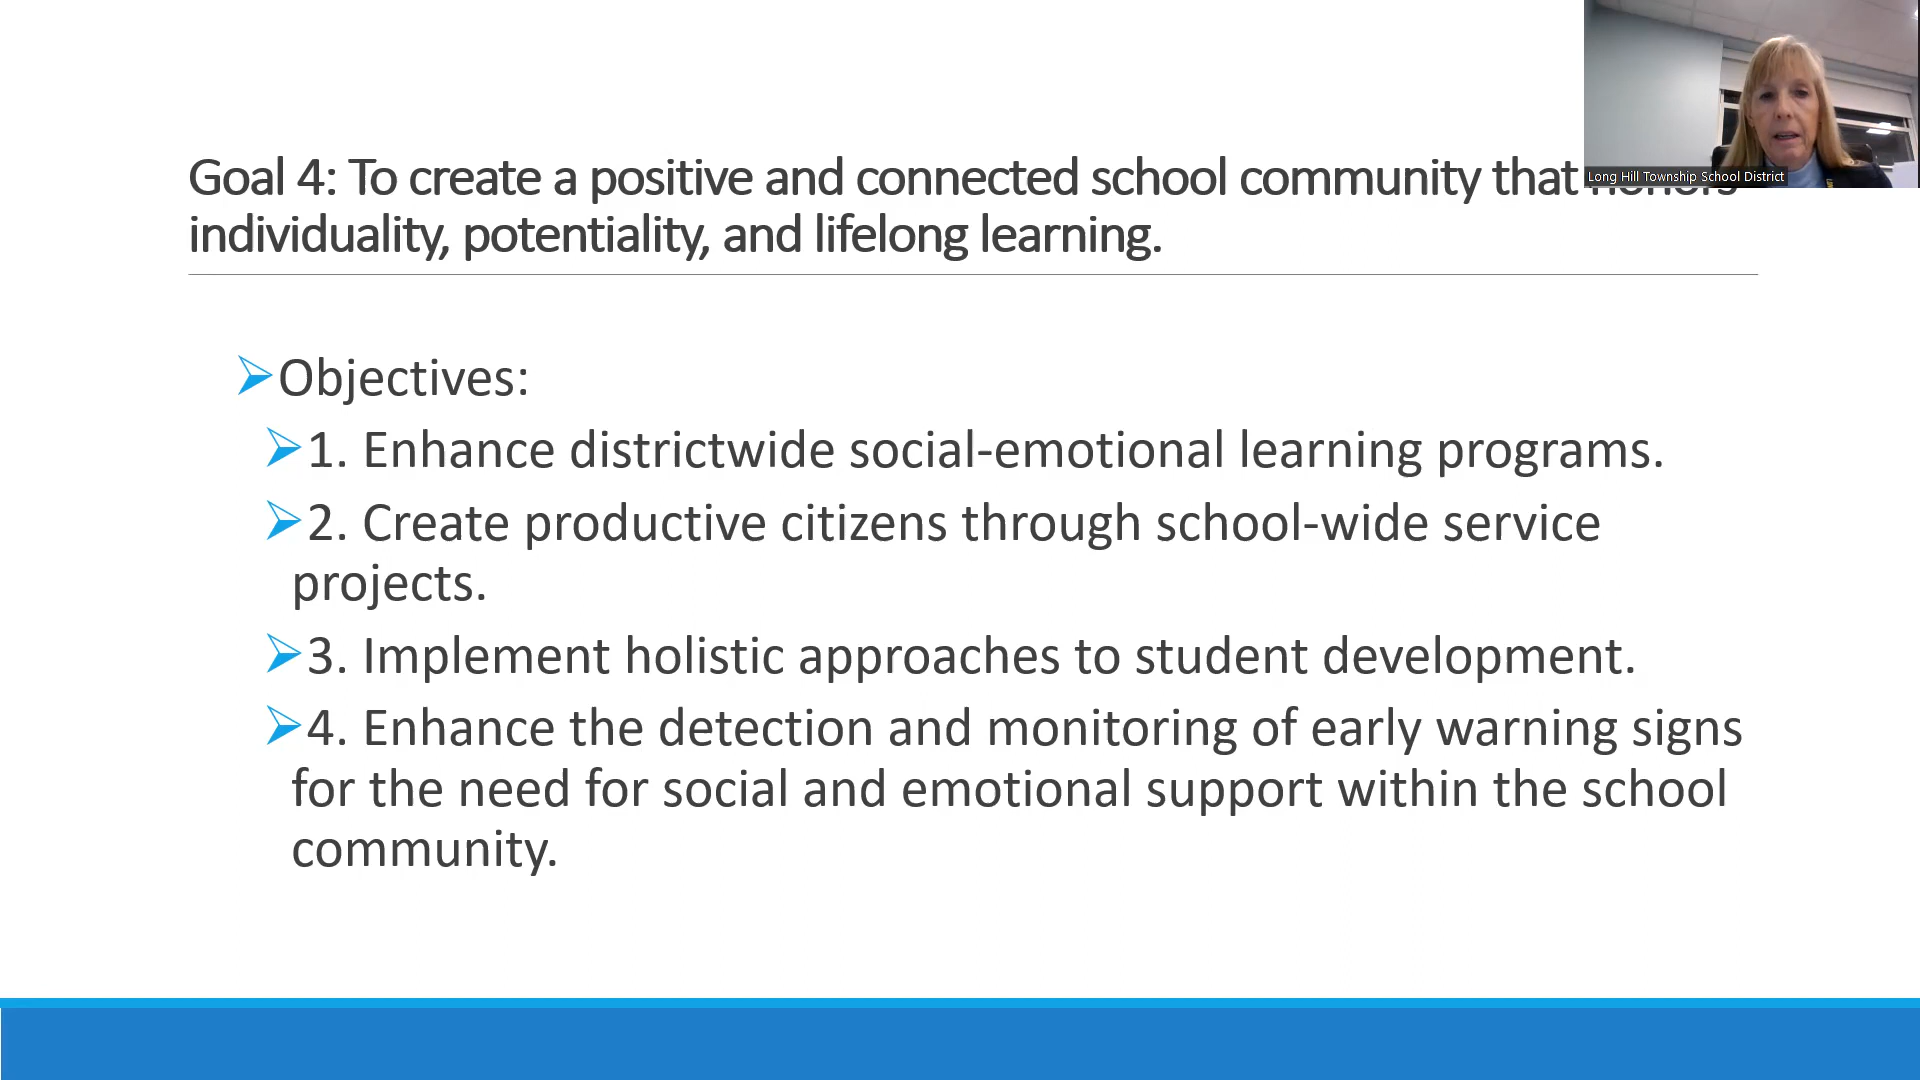 Goal 4: To create a positive and connected school community that
Long Hill Township School District
individuality, potentiality, and lifelong learning.
Objectives:
1. Enhance districtwide social-emotional learning programs.
2. Create productive citizens through school-wide service
projects.
3. Implement holistic approaches to student development.
4. Enhance the detection and monitoring of early warning signs
for the need for social and emotional support within the school
community.